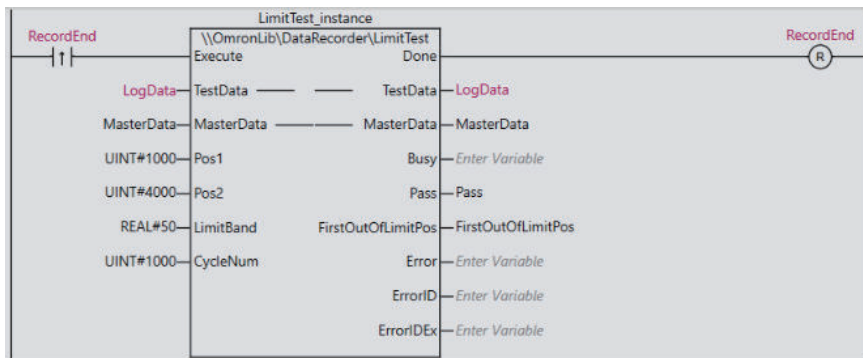 LimitTest_instance
RecordEnd \\OmronLib\DataRecorder\LimitTest RecordEnd
Execute Done R
LogData TestData TestData LogData
MasterData MasterData MasterData MasterData
UINT#1000 Pos1 Busy Enter Variable
UINT#4000 Pos2 Pass Pass
REAL#50 LimitBand FirstOutOfLimitPos FirstOutOfLimitPos
UINT#1000 CycleNum Error Enter Variable
ErrorID Enter Variable
ErrorIDEx Enter Variable